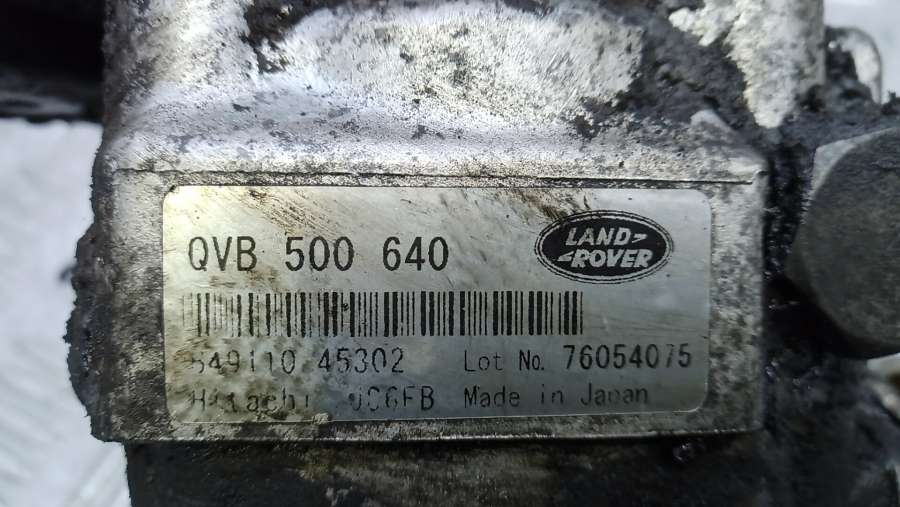 QVB 500 640
LAND
ROVER
45302 Lot No. 76054075
Made in Japan